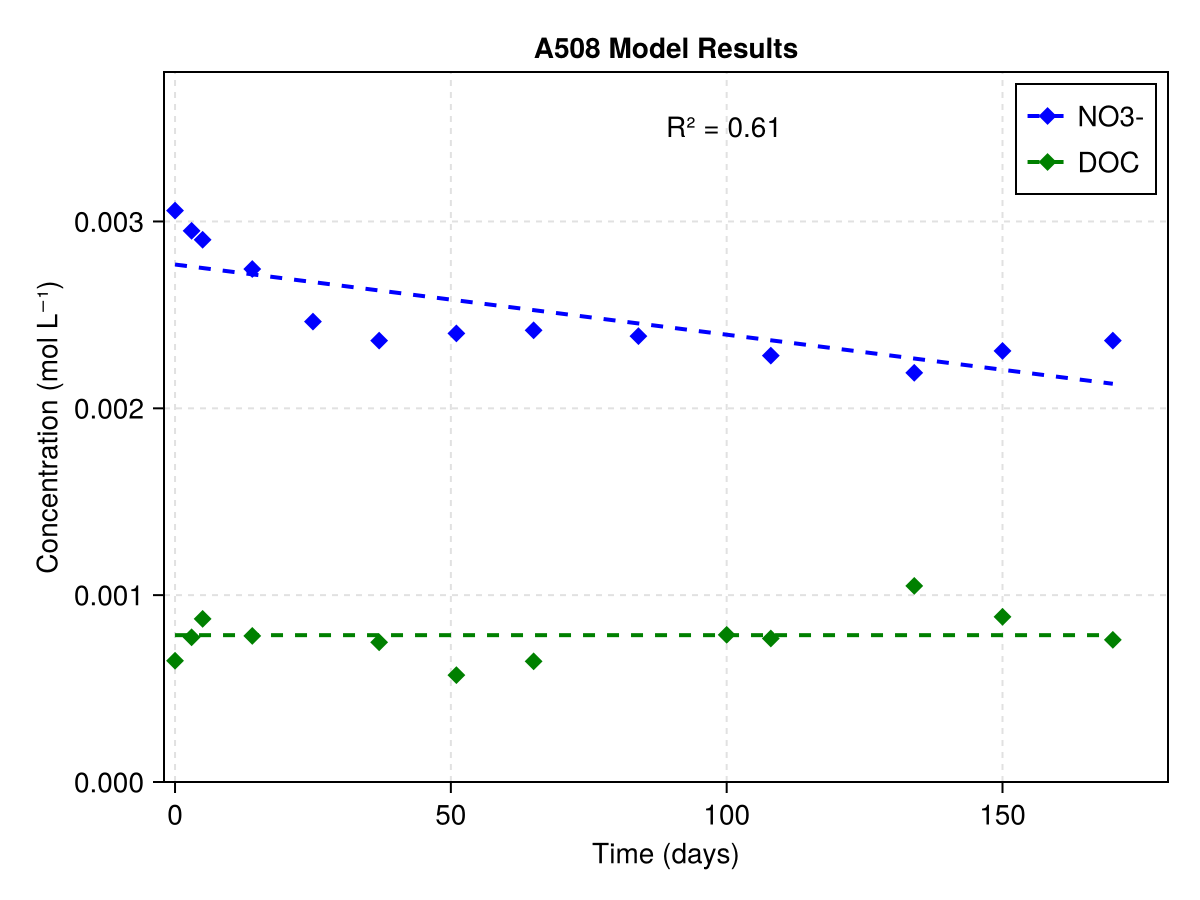 A508 Model Results
R² = 0.61
NO3-
DOC
Concentration (mol L⁻¹)
0.003
0.002
0.001
0.000
0
50
100
150
Time (days)